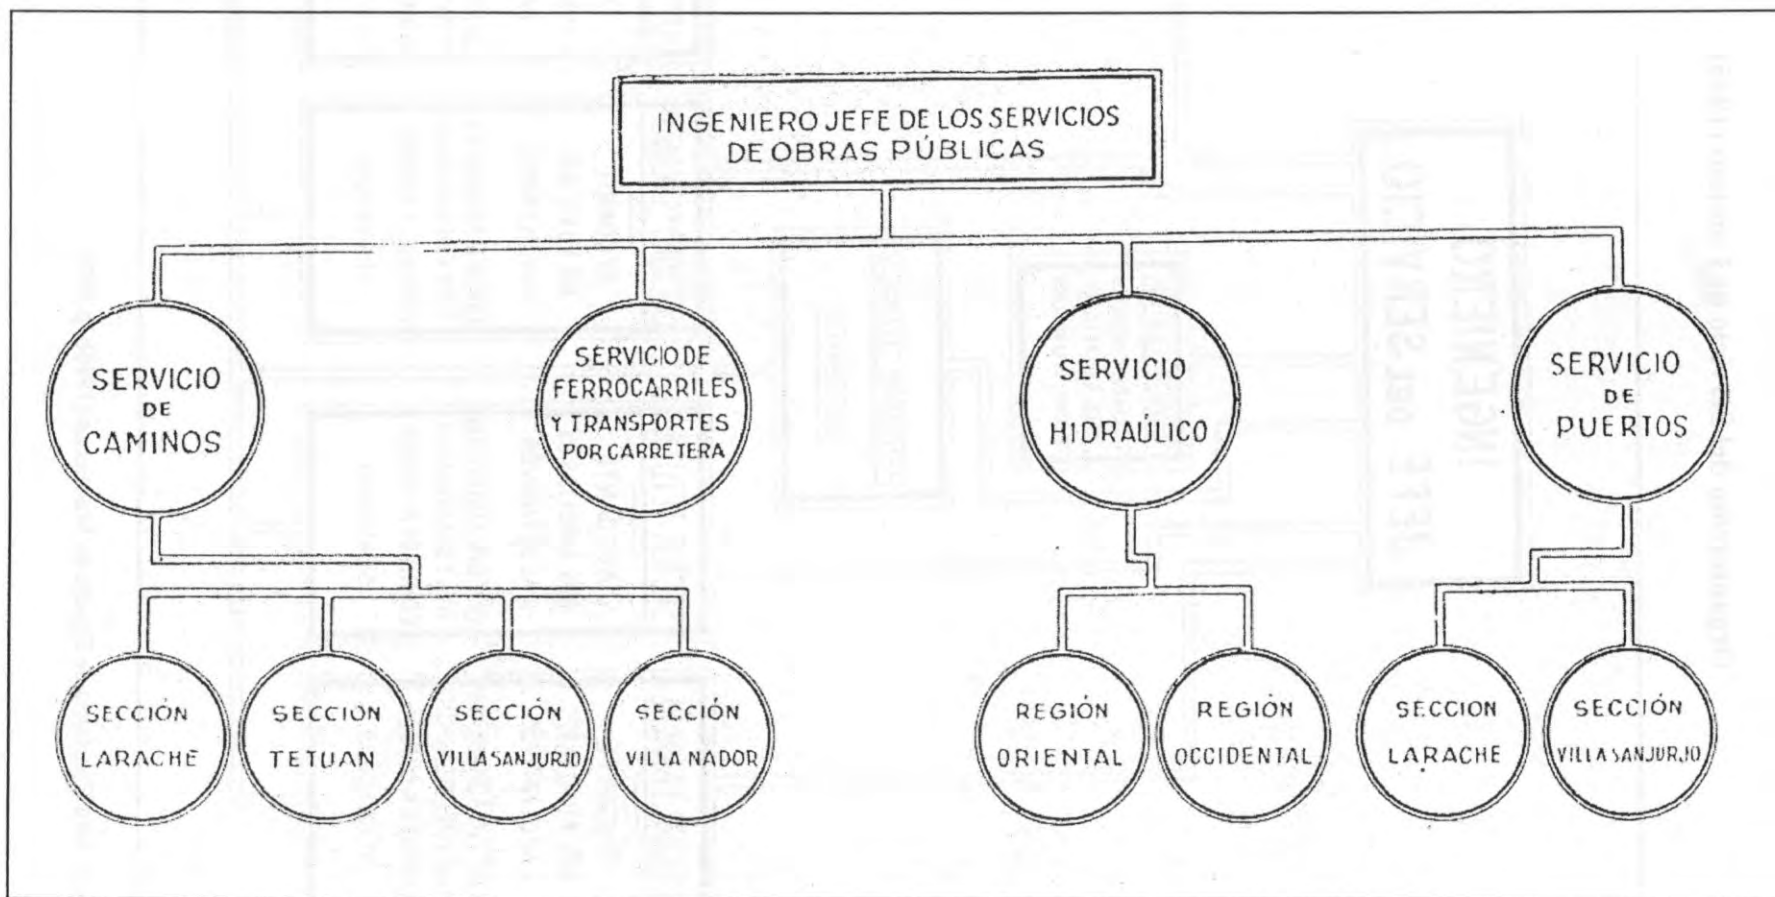 INGENIERO JEFE DE LOS SERVICIOS
DE OBRAS PÚBLICAS
SERVICIO
DE
CAMINOS
SERVICIO DE
FERROCARRILES
Y TRANSPORTES
POR CARRETERA
SERVICIO
HIDRAÚLICO
SERVICIO
DE
PUERTOS
SECCIÓN
LARACHE
SECCION
TETUAN
SECCIÓN
VILLA SANJURJO
SECCIÓN
VILLA NADOR
REGIÓN
ORIENTAL
REGIÓN
OCCIDENTAL
SECCION
LARACHE
SECCIÓN
VILLA SANJURJO